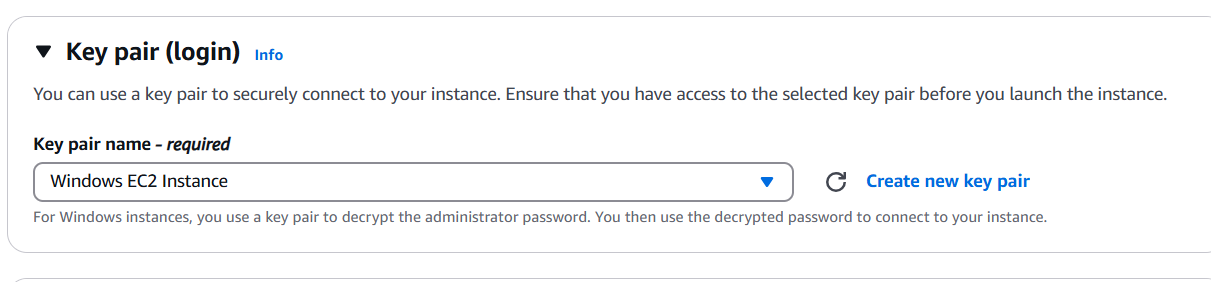 Key pair (login) Info
You can use a key pair to securely connect to your instance. Ensure that you have access to the selected key pair before you launch the instance.
Key pair name - required
Windows EC2 Instance
Create new key pair
For Windows instances, you use a key pair to decrypt the administrator password. You then use the decrypted password to connect to your instance.